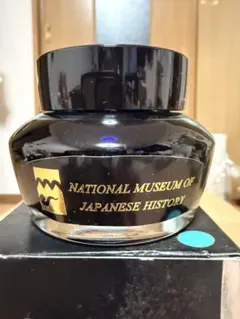 NATIONAL MUSEUM OF
JAPANESE HISTORY